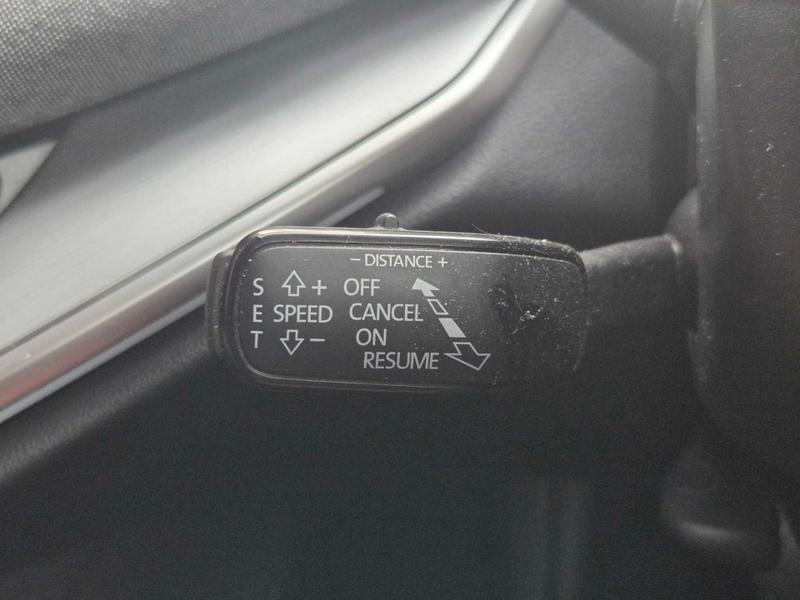 – DISTANCE +
S + OFF
E SPEED CANCEL
T – ON
RESUME